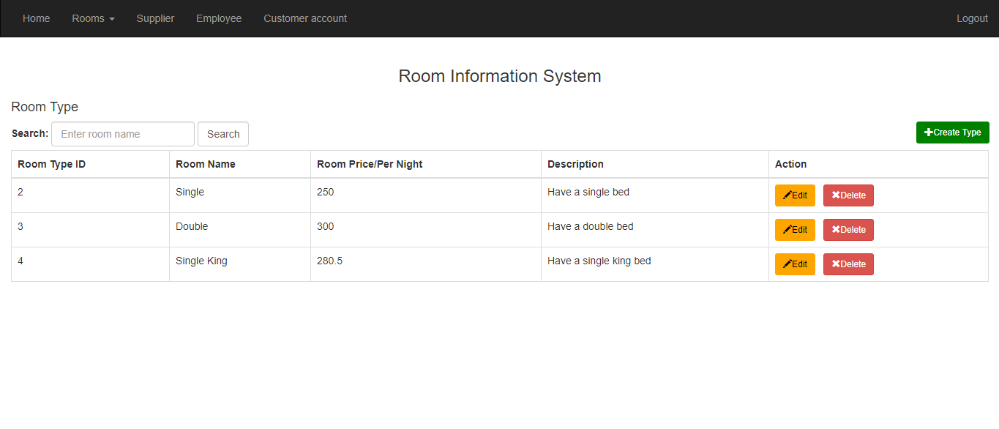 Home Rooms Supplier Employee Customer account Logout
Room Information System
Room Type
Search: Enter room name Search Create Type
Room Type ID Room Name Room Price/Per Night Description Action
2 Single 250 Have a single bed Edit Delete
3 Double 300 Have a double bed Edit Delete
4 Single King 280.5 Have a single king bed Edit Delete